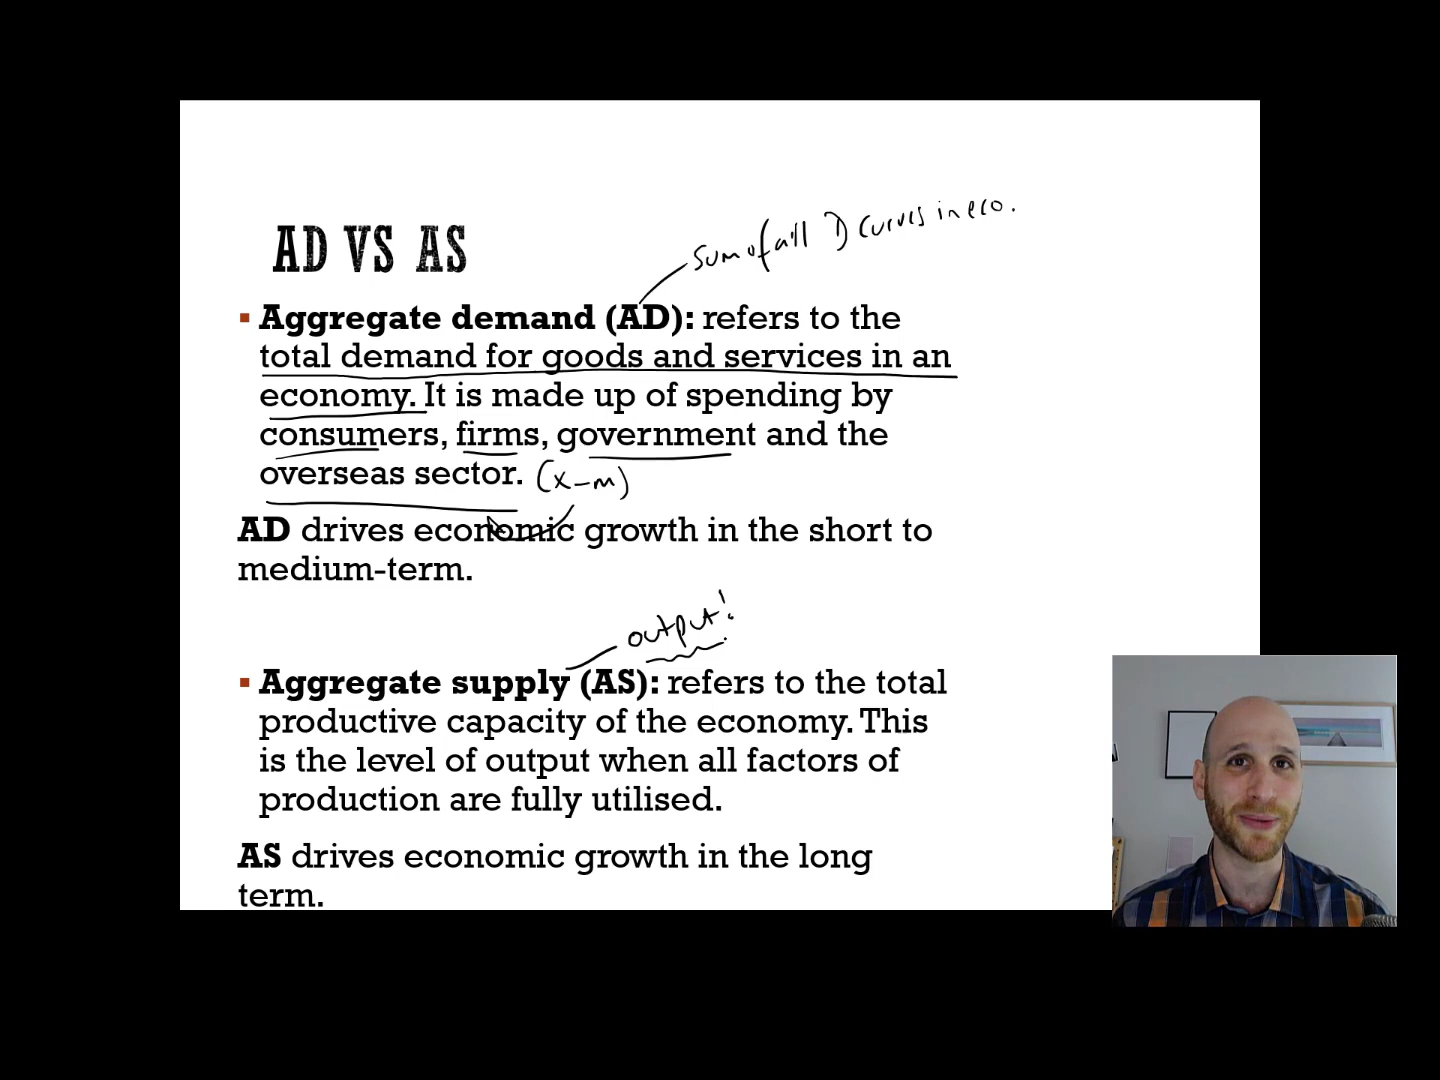 sum of all D curves in eco.
AD VS AS
▪ Aggregate demand (AD): refers to the
total demand for goods and services in an
economy. It is made up of spending by
consumers, firms, government and the
overseas sector. (x-m)
AD drives economic growth in the short to
medium-term.
output!
▪ Aggregate supply (AS): refers to the total
productive capacity of the economy. This
is the level of output when all factors of
production are fully utilised.
AS drives economic growth in the long
term.